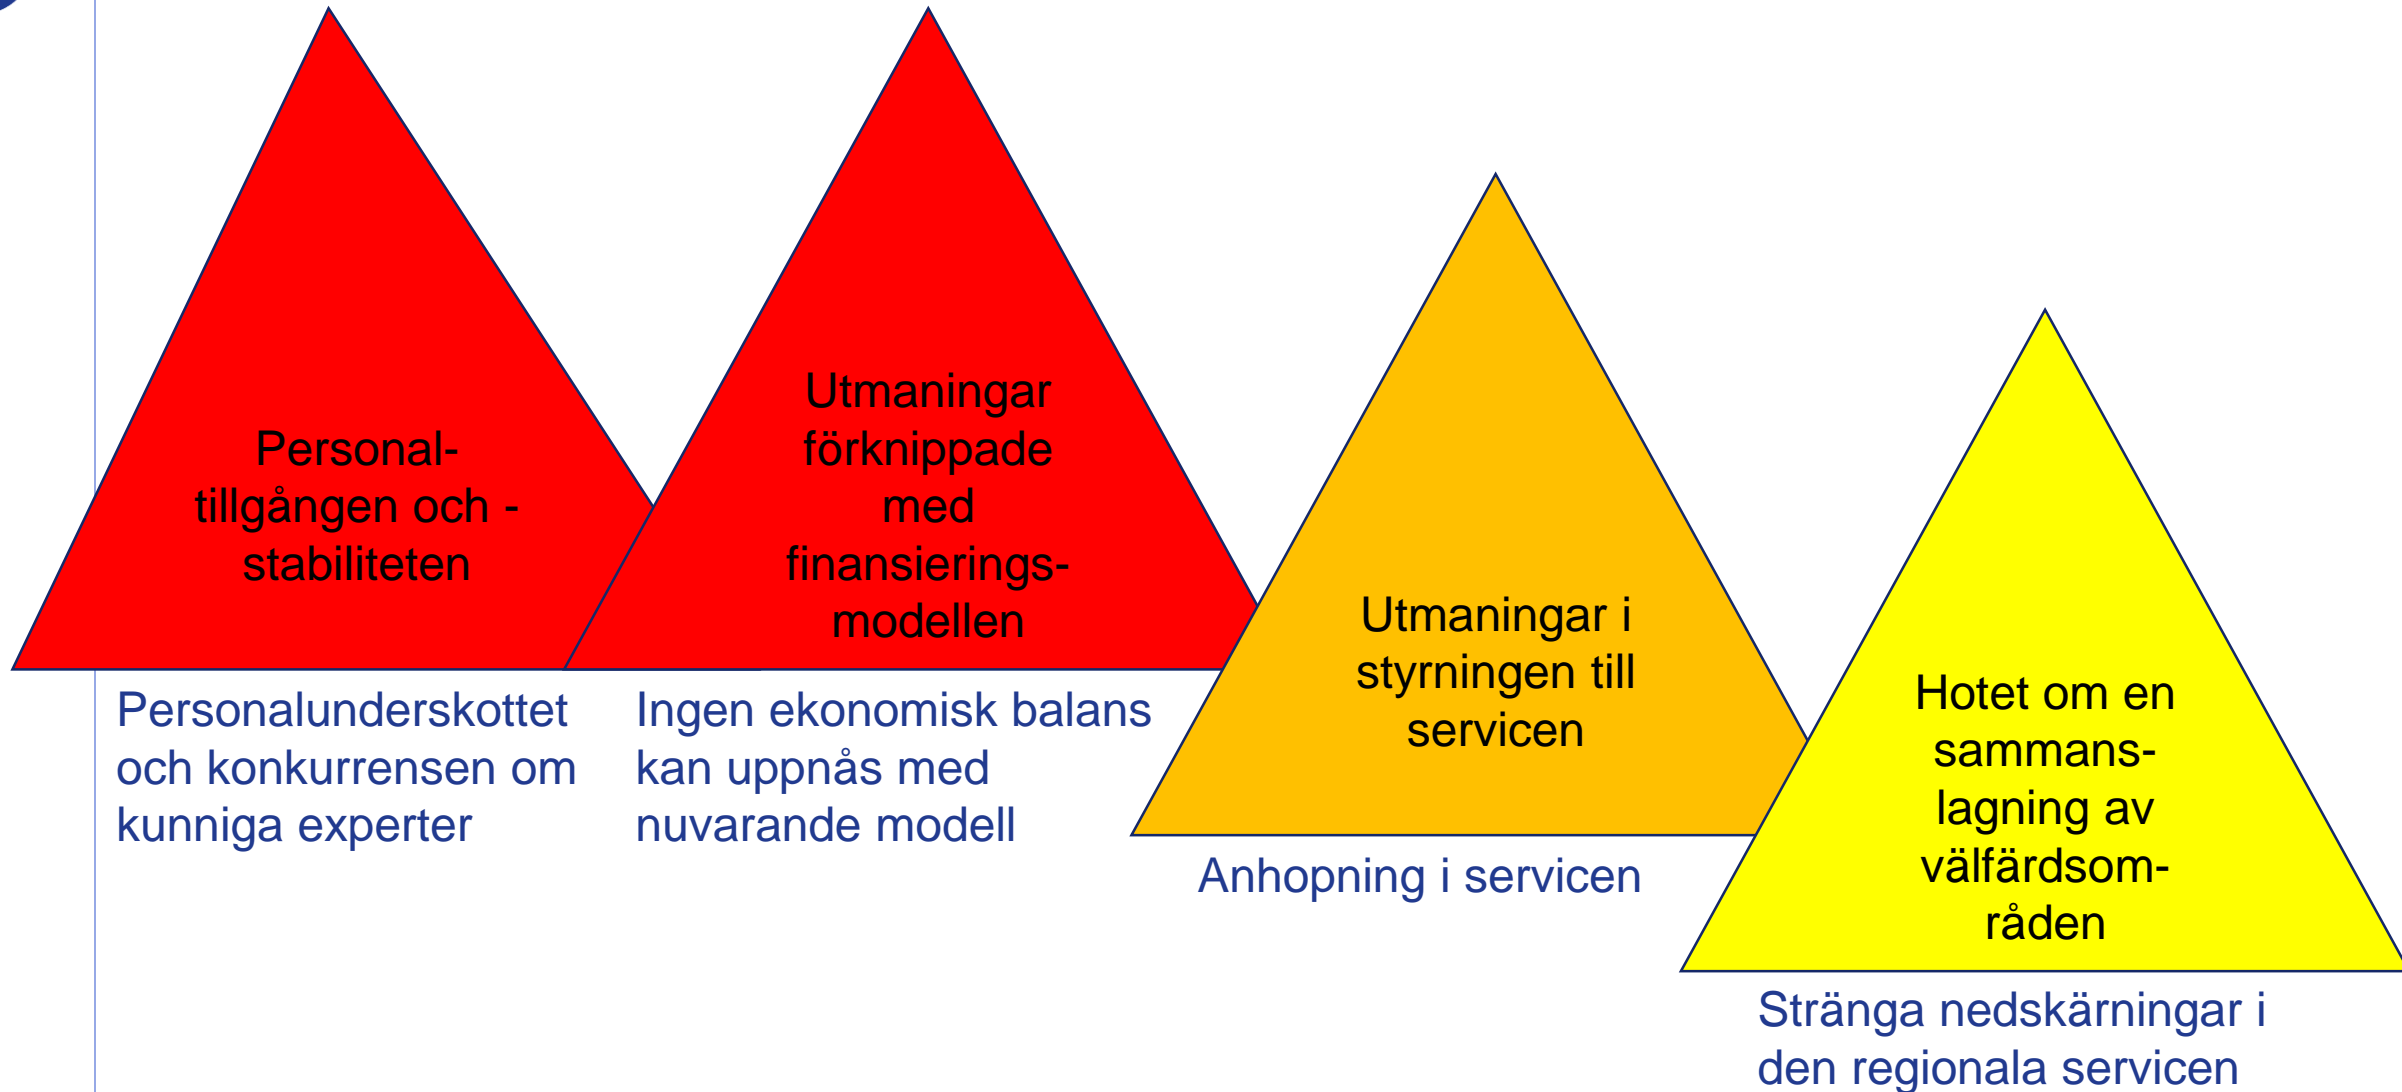 Personal-
tillgången och -
stabiliteten
Personalunderskottet
och konkurrensen om
kunniga experter
Utmaningar
förknippade
med
finansierings-
modellen
Ingen ekonomisk balans
kan uppnås med
nuvarande modell
Utmaningar i
styrningen till
servicen
Anhopning i servicen
Hotet om en
sammans-
lagning av
välfärdsom-
råden
Stränga nedskärningar i
den regionala servicen